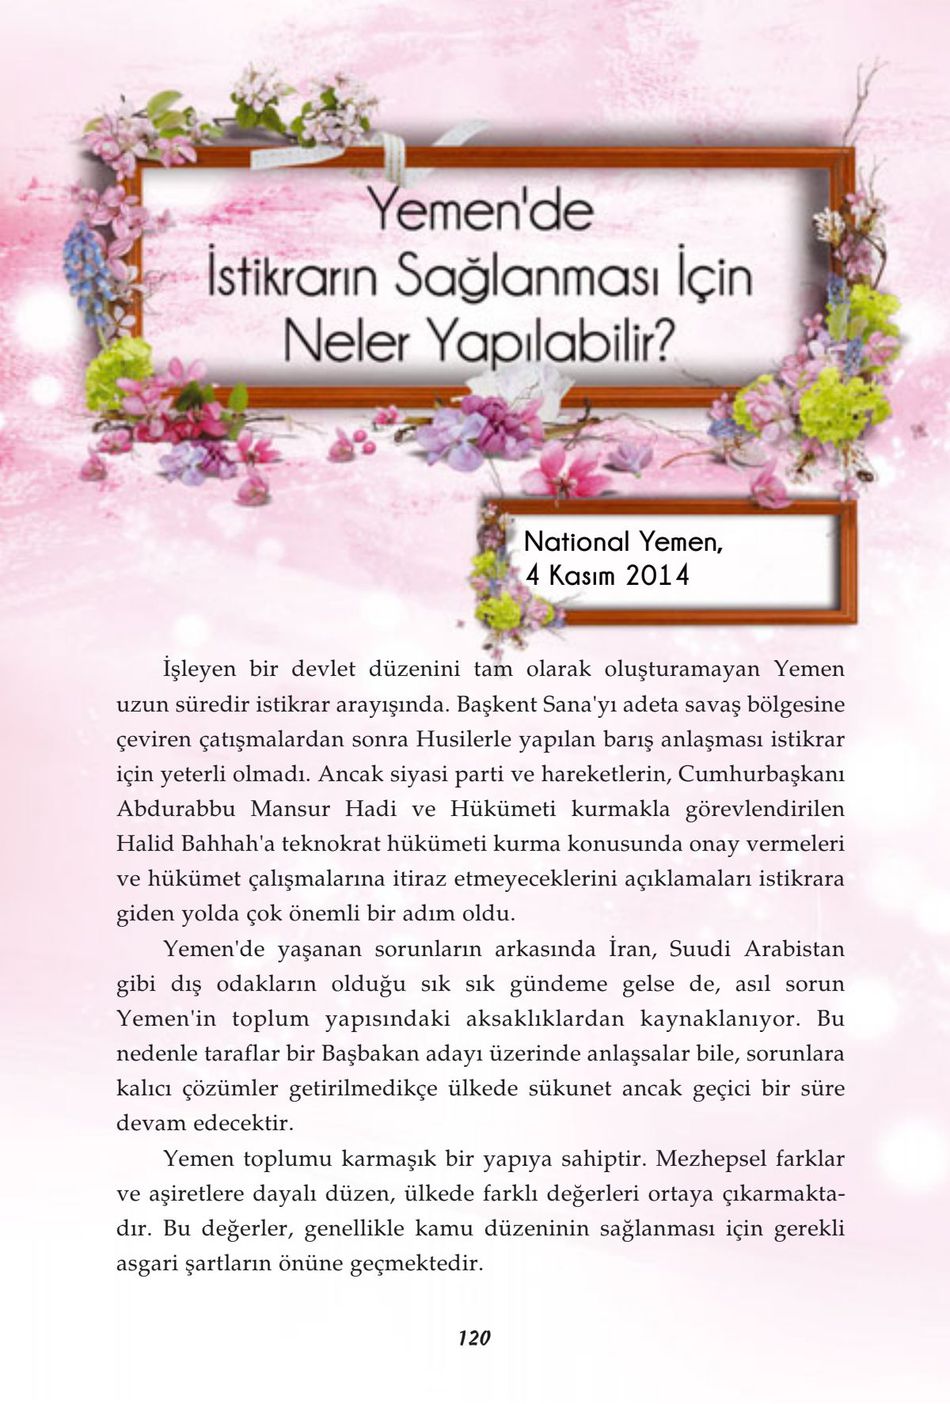 Yemen'de
İstikrarın Sağlanması İçin
Neler Yapılabilir?
National Yemen,
4 Kasım 2014
İşleyen bir devlet düzenini tam olarak oluşturamayan Yemen
uzun süredir istikrar arayışında. Başkent Sana'yı adeta savaş bölgesine
çeviren çatışmalardan sonra Husilerle yapılan barış anlaşması istikrar
için yeterli olmadı. Ancak siyasi parti ve hareketlerin, Cumhurbaşkanı
Abdurabbu Mansur Hadi ve Hükümeti kurmakla görevlendirilen
Halid Bahhah'a teknokrat hükümeti kurma konusunda onay vermeleri
ve hükümet çalışmalarına itiraz etmeyeceklerini açıklamaları istikrara
giden yolda çok önemli bir adım oldu.
Yemen'de yaşanan sorunların arkasında İran, Suudi Arabistan
gibi dış odakların olduğu sık sık gündeme gelse de, asıl sorun
Yemen'in toplum yapısındaki aksaklıklardan kaynaklanıyor. Bu
nedenle taraflar bir Başbakan adayı üzerinde anlaşsalar bile, sorunlara
kalıcı çözümler getirilmedikçe ülkede sükunet ancak geçici bir süre
devam edecektir.
Yemen toplumu karmaşık bir yapıya sahiptir. Mezhepsel farklar
ve aşiretlere dayalı düzen, ülkede farklı değerleri ortaya çıkarmakta-
dır. Bu değerler, genellikle kamu düzeninin sağlanması için gerekli
asgari şartların önüne geçmektedir.
120